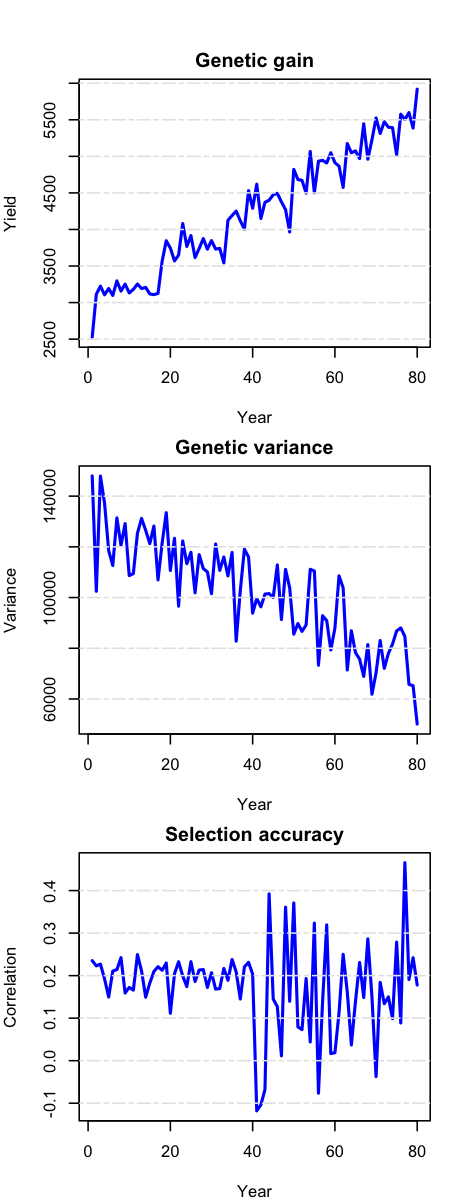 Genetic gain
5500
4500
3500
2500
Yield
0 20 40 60 80
Year
Genetic variance
140000
100000
60000
Variance
0 20 40 60 80
Year
Selection accuracy
0.4
0.3
0.2
0.1
0.0
-0.1
Correlation
0 20 40 60 80
Year